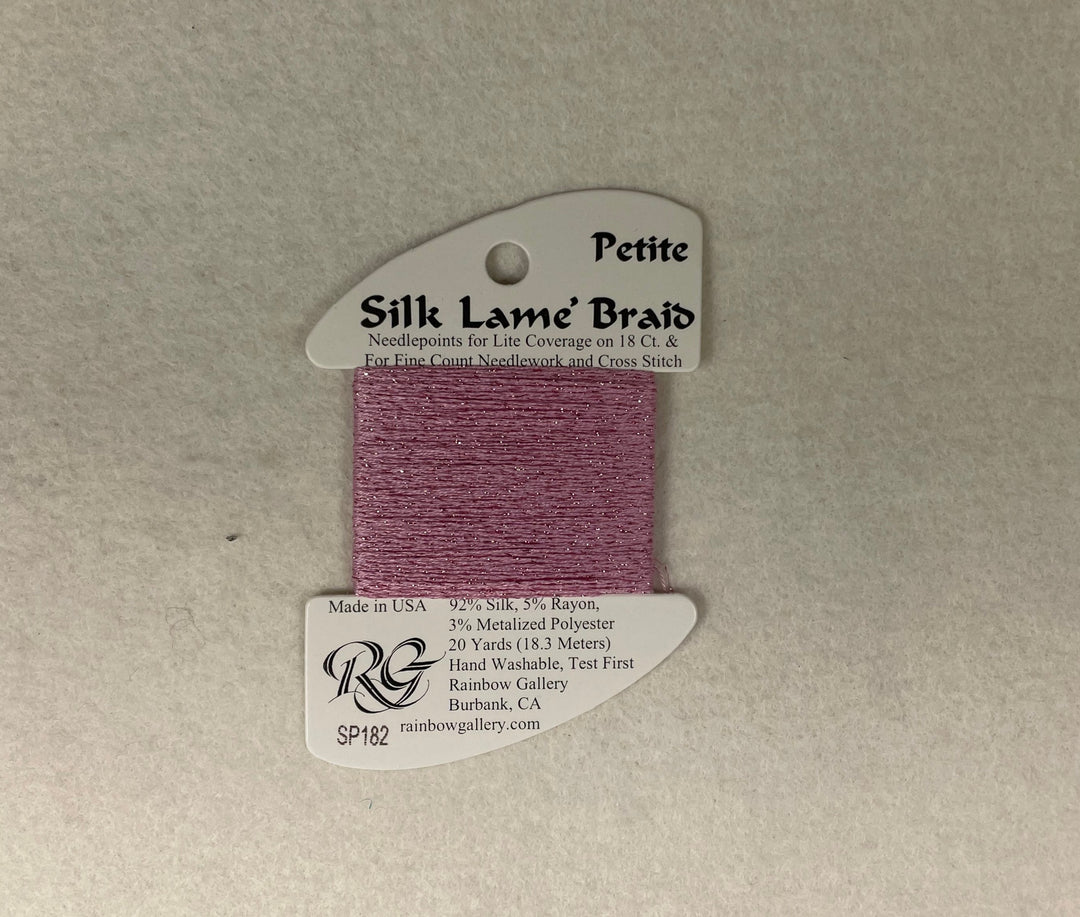 Petite
Silk Lame' Braid
Needlepoints for Lite Coverage on 18 Ct. &
For Fine Count Needlework and Cross Stitch
Made in USA
92% Silk, 5% Rayon,
3% Metalized Polyester
20 Yards (18.3 Meters)
Hand Washable, Test First
Rainbow Gallery
Burbank, CA
rainbowgallery.com
RG
SP182